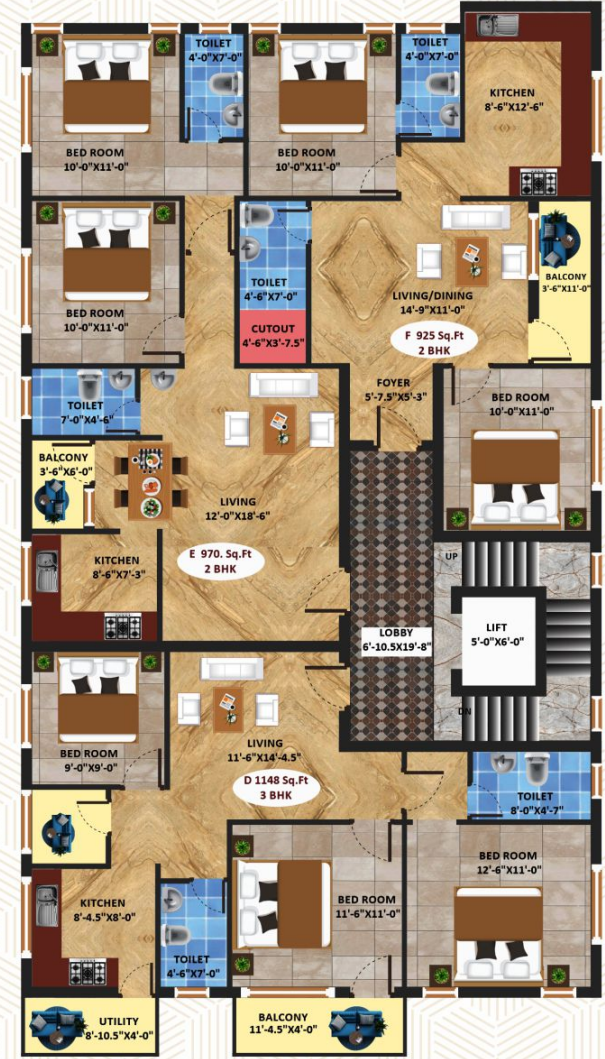 TOILET
4'-0"X7'-0"
TOILET
4'-0"X7'-0"
KITCHEN
8'-6"X12'-6"
BED ROOM
10'-0"X11'-0"
BED ROOM
10'-0"X11'-0"
BED ROOM
10'-0"X11'-0"
TOILET
4'-6"X7'-0"
CUTOUT
4'-6"X3'-7.5"
LIVING/DINING
14'-9"X11'-0"
F 925 Sq.Ft
2 BHK
BALCONY
3'-6"X11'-0"
FOYER
5'-7.5"X5'-3"
BED ROOM
10'-0"X11'-0"
TOILET
7'-0"X4'-6"
BALCONY
3'-6"X6'-0"
LIVING
12'-0"X18'-6"
E 970. Sq.Ft
2 BHK
KITCHEN
8'-6"X7'-3"
UP
LOBBY
6'-10.5X19'-8"
LIFT
5'-0"X6'-0"
DN
BED ROOM
9'-0"X9'-0"
LIVING
11'-6"X14'-4.5"
D 1148 Sq.Ft
3 BHK
TOILET
8'-0"X4'-7"
KITCHEN
8'-4.5"X8'-0"
TOILET
4'-6"X7'-0"
BED ROOM
11'-6"X11'-0"
BED ROOM
12'-6"X11'-0"
UTILITY
8'-10.5"X4'-0"
BALCONY
11'-4.5"X4'-0"